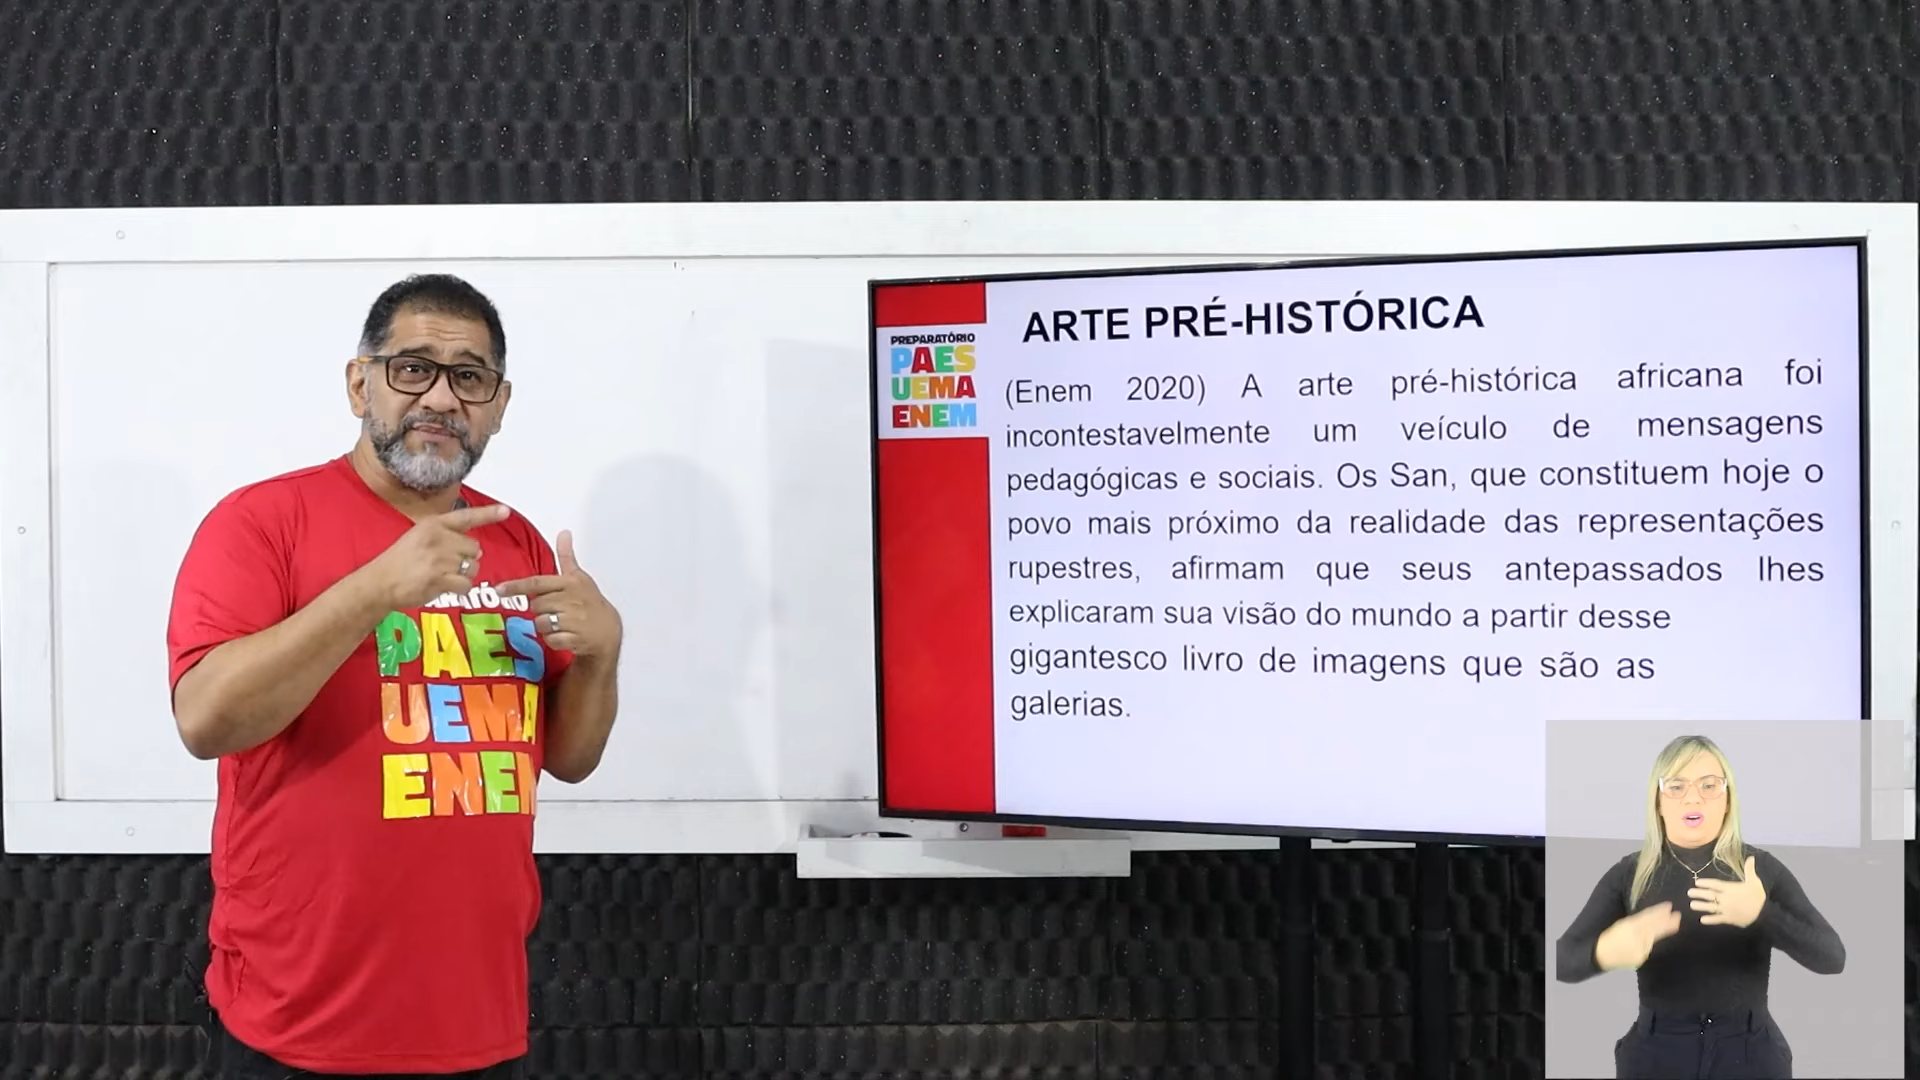 ARTE PRÉ-HISTÓRICA
PREPARATÓRIO
PAES
UEMA
ENEM
(Enem 2020) A arte pré-histórica africana foi
incontestavelmente um veículo de mensagens
pedagógicas e sociais. Os San, que constituem hoje o
povo mais próximo da realidade das representações
rupestres, afirmam que seus antepassados lhes
explicaram sua visão do mundo a partir desse
gigantesco livro de imagens que são as
galerias.
PAES
UEMA
ENEM